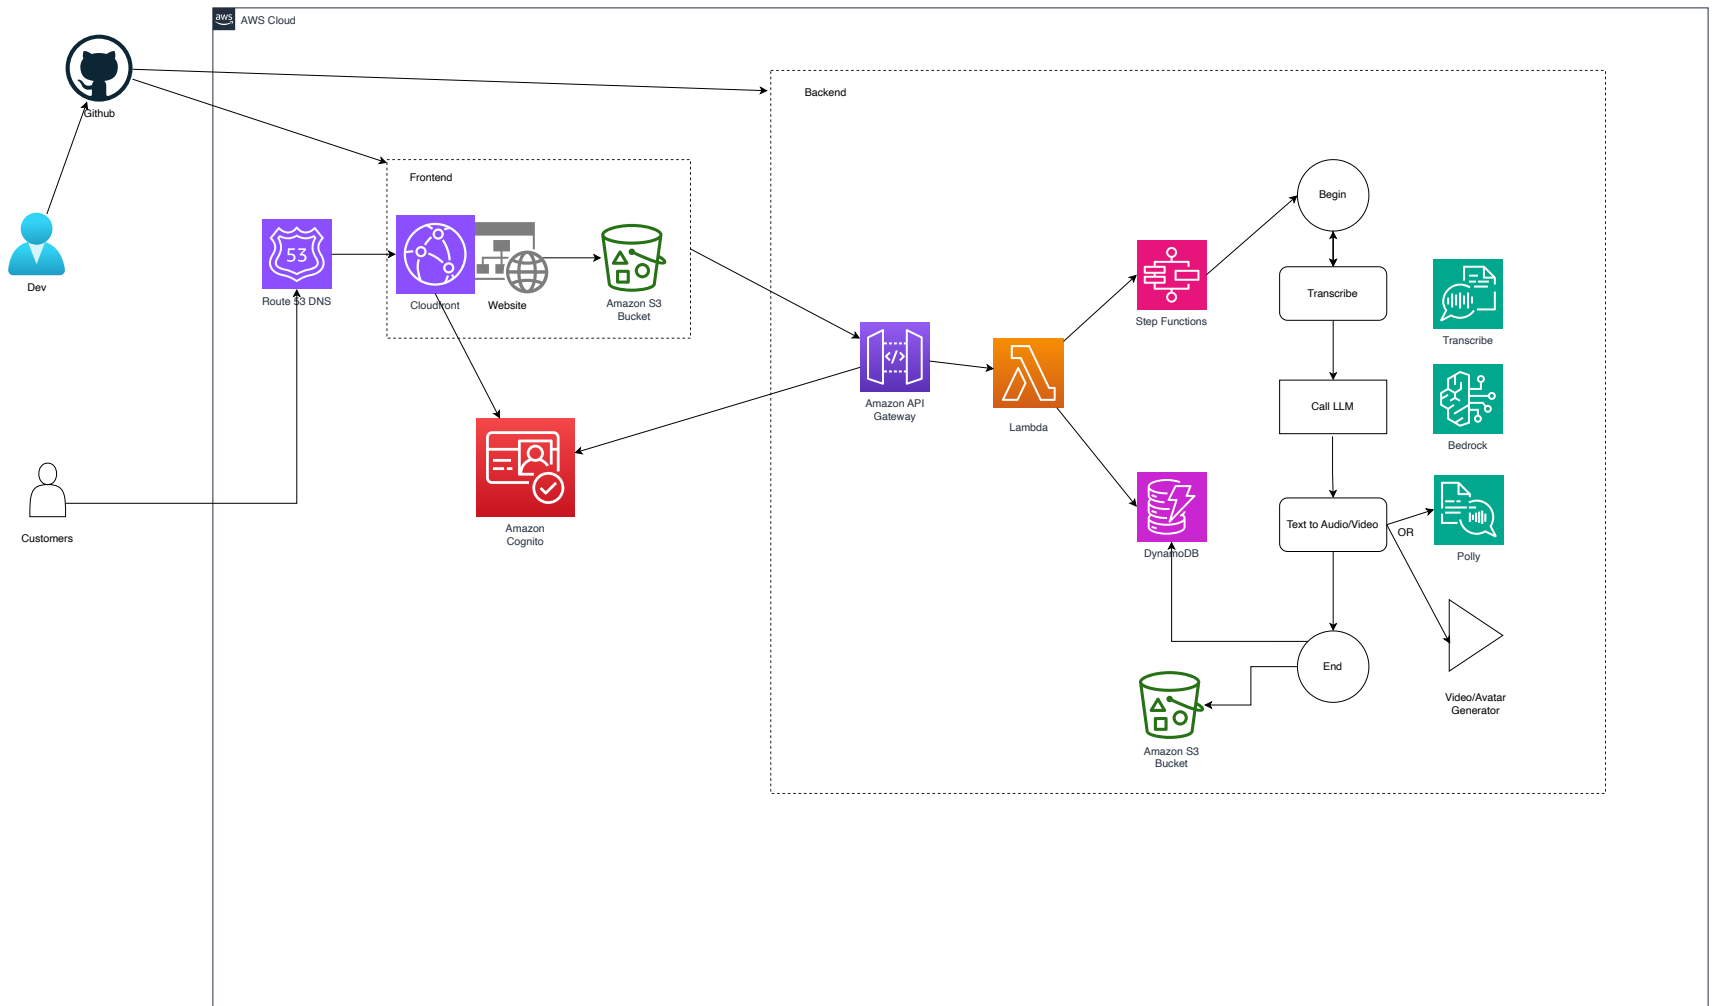 aws
AWS Cloud
Github
Backend
Frontend
Begin
53
Dev
Route 53 DNS
Cloudfront
Website
Amazon S3
Bucket
Step Functions
Transcribe
Transcribe
</>
Amazon API
Gateway
Lambda
Call LLM
Bedrock
Amazon
Cognito
Customers
DynamoDB
Text to Audio/Video
OR
Polly
End
Video/Avatar
Generator
Amazon S3
Bucket